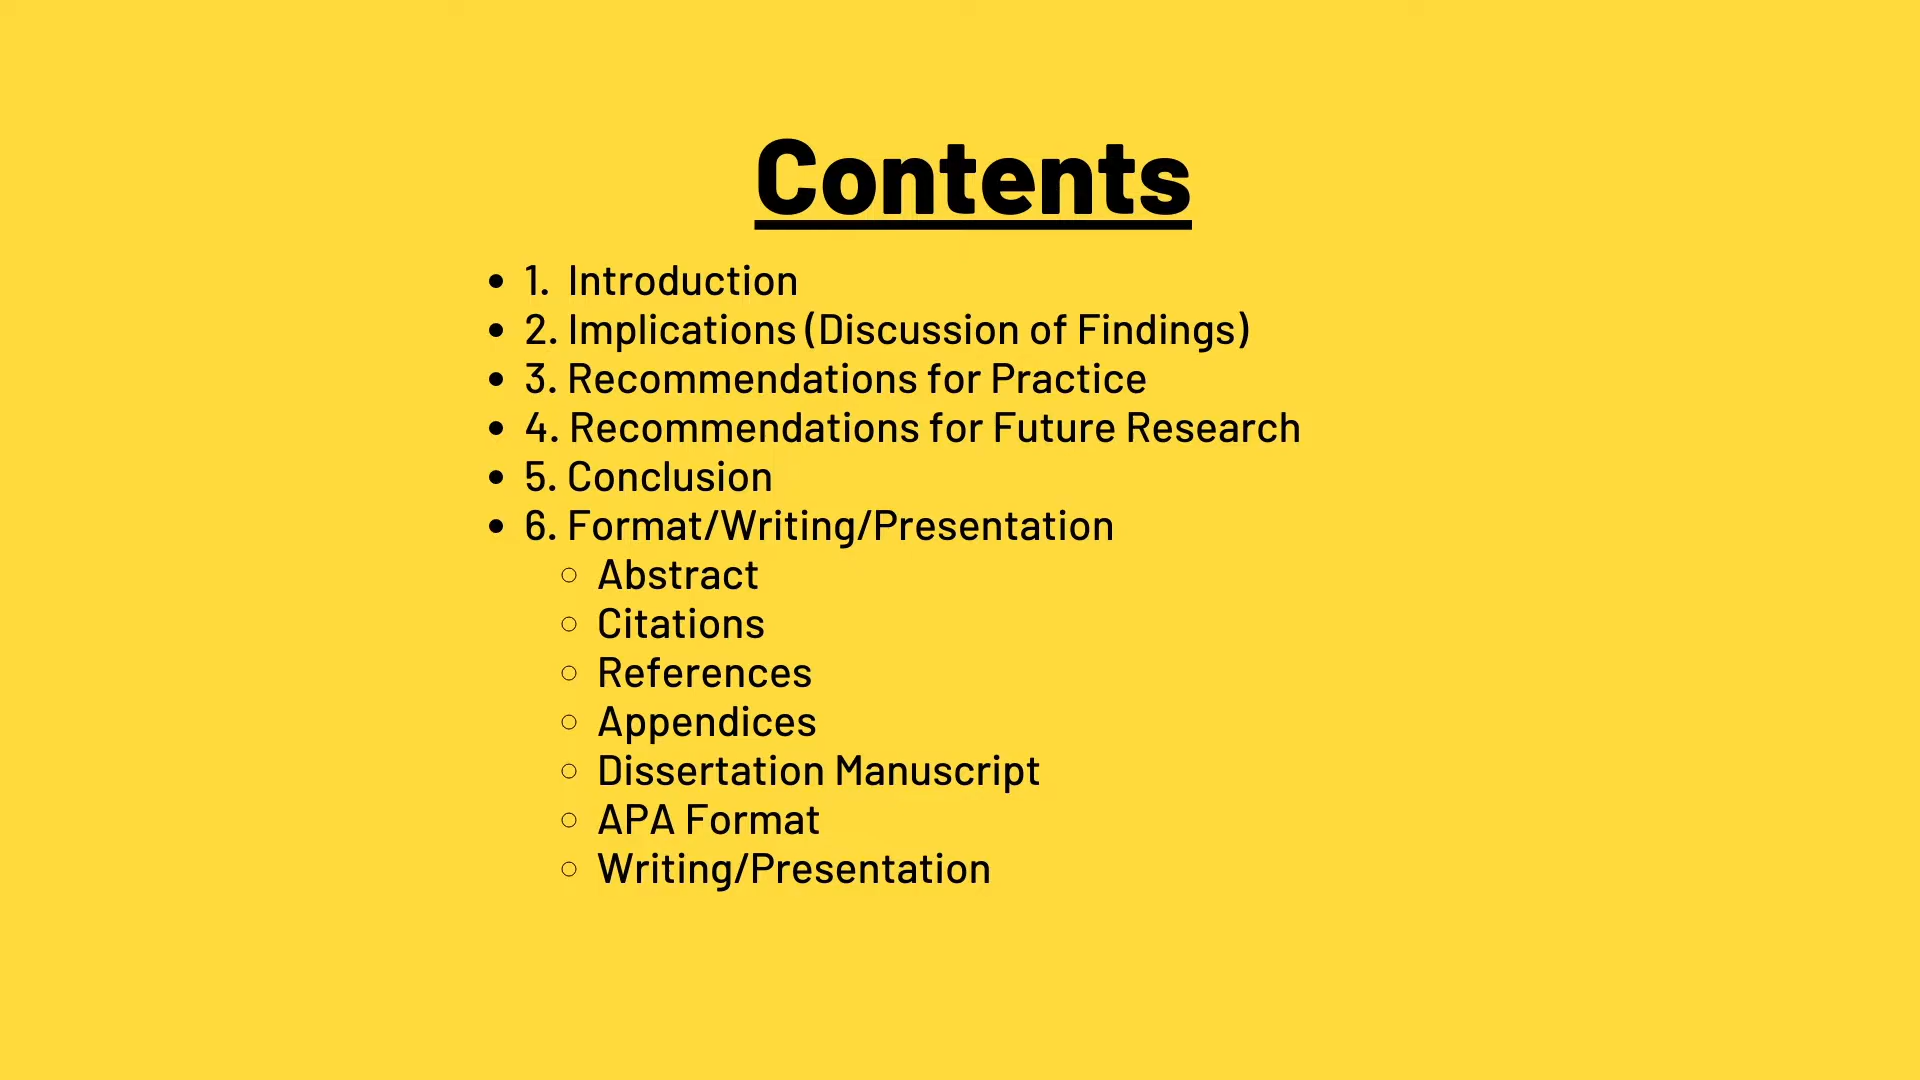 Contents
1. Introduction
2. Implications (Discussion of Findings)
3. Recommendations for Practice
4. Recommendations for Future Research
5. Conclusion
6. Format/Writing/Presentation
Abstract
Citations
References
Appendices
Dissertation Manuscript
APA Format
Writing/Presentation